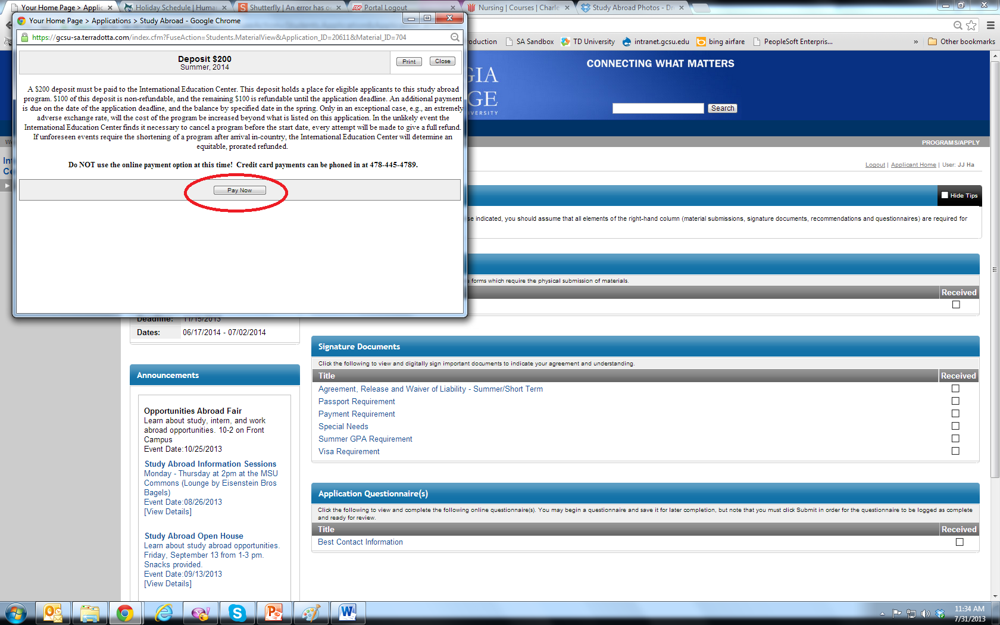 Your Home Page > Applic
Holiday Schedule | Huma
Shutterfly | An error has o
Portal Logout
Nursing | Courses | Charle
Study Abroad Photos - Dr
Your Home Page > Applications > Study Abroad - Google Chrome
https://gcsu-sa.terradotta.com/index.cfm?FuseAction=Students.MaterialView&Application_ID=20611&Material_ID=704
roduction
SA Sandbox
TD University
intranet.gcsu.edu
bing airfare
PeopleSoft Enterpris...
»
Other bookmarks
Deposit $200
Summer, 2014
Print
Close
A $200 deposit must be paid to the International Education Center. This deposit holds a place for eligible applicants to this study abroad
program. $100 of this deposit is non-refundable, and the remaining $100 is refundable until the application deadline. An additional payment
is due on the date of the application deadline, and the balance by specified date in the spring. Only in an exceptional case, e.g., an extremely
adverse exchange rate, will the cost of the program be increased beyond what is listed on this application. In the unlikely event the
International Education Center finds it necessary to cancel a program before the start date, every attempt will be made to give a full refund.
If unforeseen events require the shortening of a program after arrival in-country, the International Education Center will determine an
equitable, prorated refunded.
Do NOT use the online payment option at this time! Credit card payments can be phoned in at 478-445-4789.
Pay Now
GIA
GE
VERSITY
CONNECTING WHAT MATTERS
Search
PROGRAMS/APPLY
Logout | Applicant Home | User: JJ Ha
Hide Tips
se indicated, you should assume that all elements of the right-hand column (material submissions, signature documents, recommendations and questionnaires) are required for
e forms which require the physical submission of materials.
Received
Deadline: 11/15/2013
Dates: 06/17/2014 - 07/02/2014
Announcements
Opportunities Abroad Fair
Learn about study, intern, and work
abroad opportunities. 10-2 on Front
Campus
Event Date:10/25/2013
Study Abroad Information Sessions
Monday - Thursday at 2pm at the MSU
Commons (Lounge by Eisenstein Bros
Bagels)
Event Date:08/26/2013
[View Details]
Study Abroad Open House
Learn about study abroad opportunities.
Friday, September 13 from 1-3 pm.
Snacks provided.
Event Date:09/13/2013
[View Details]
Signature Documents
Click the following to view and digitally sign important documents to indicate your agreement and understanding.
Title Received
Agreement, Release and Waiver of Liability - Summer/Short Term
Passport Requirement
Payment Requirement
Special Needs
Summer GPA Requirement
Visa Requirement
Application Questionnaire(s)
Click the following to view and complete the following online questionnaire(s). You may begin a questionnaire and save it for later completion, but note that you must click Submit in order for the questionnaire to be logged as complete
and ready for review.
Title Received
Best Contact Information
11:34 AM
7/31/2013